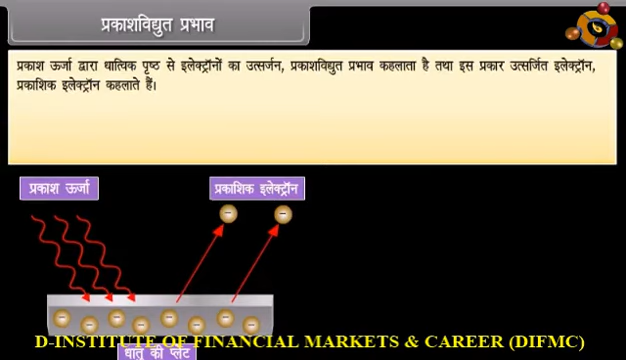 प्रकाशविद्युत प्रभाव
प्रकाश ऊर्जा द्वारा धात्विक पृष्ठ से इलेक्ट्रॉनों का उत्सर्जन, प्रकाशविद्युत प्रभाव कहलाता है तथा इस प्रकार उत्सर्जित इलेक्ट्रॉन,
प्रकाशिक इलेक्ट्रॉन कहलाते हैं।
प्रकाश ऊर्जा
प्रकाशिक इलेक्ट्रॉन
D-INSTITUTE OF FINANCIAL MARKETS & CAREER (DIFMC)
धातु की प्लेट